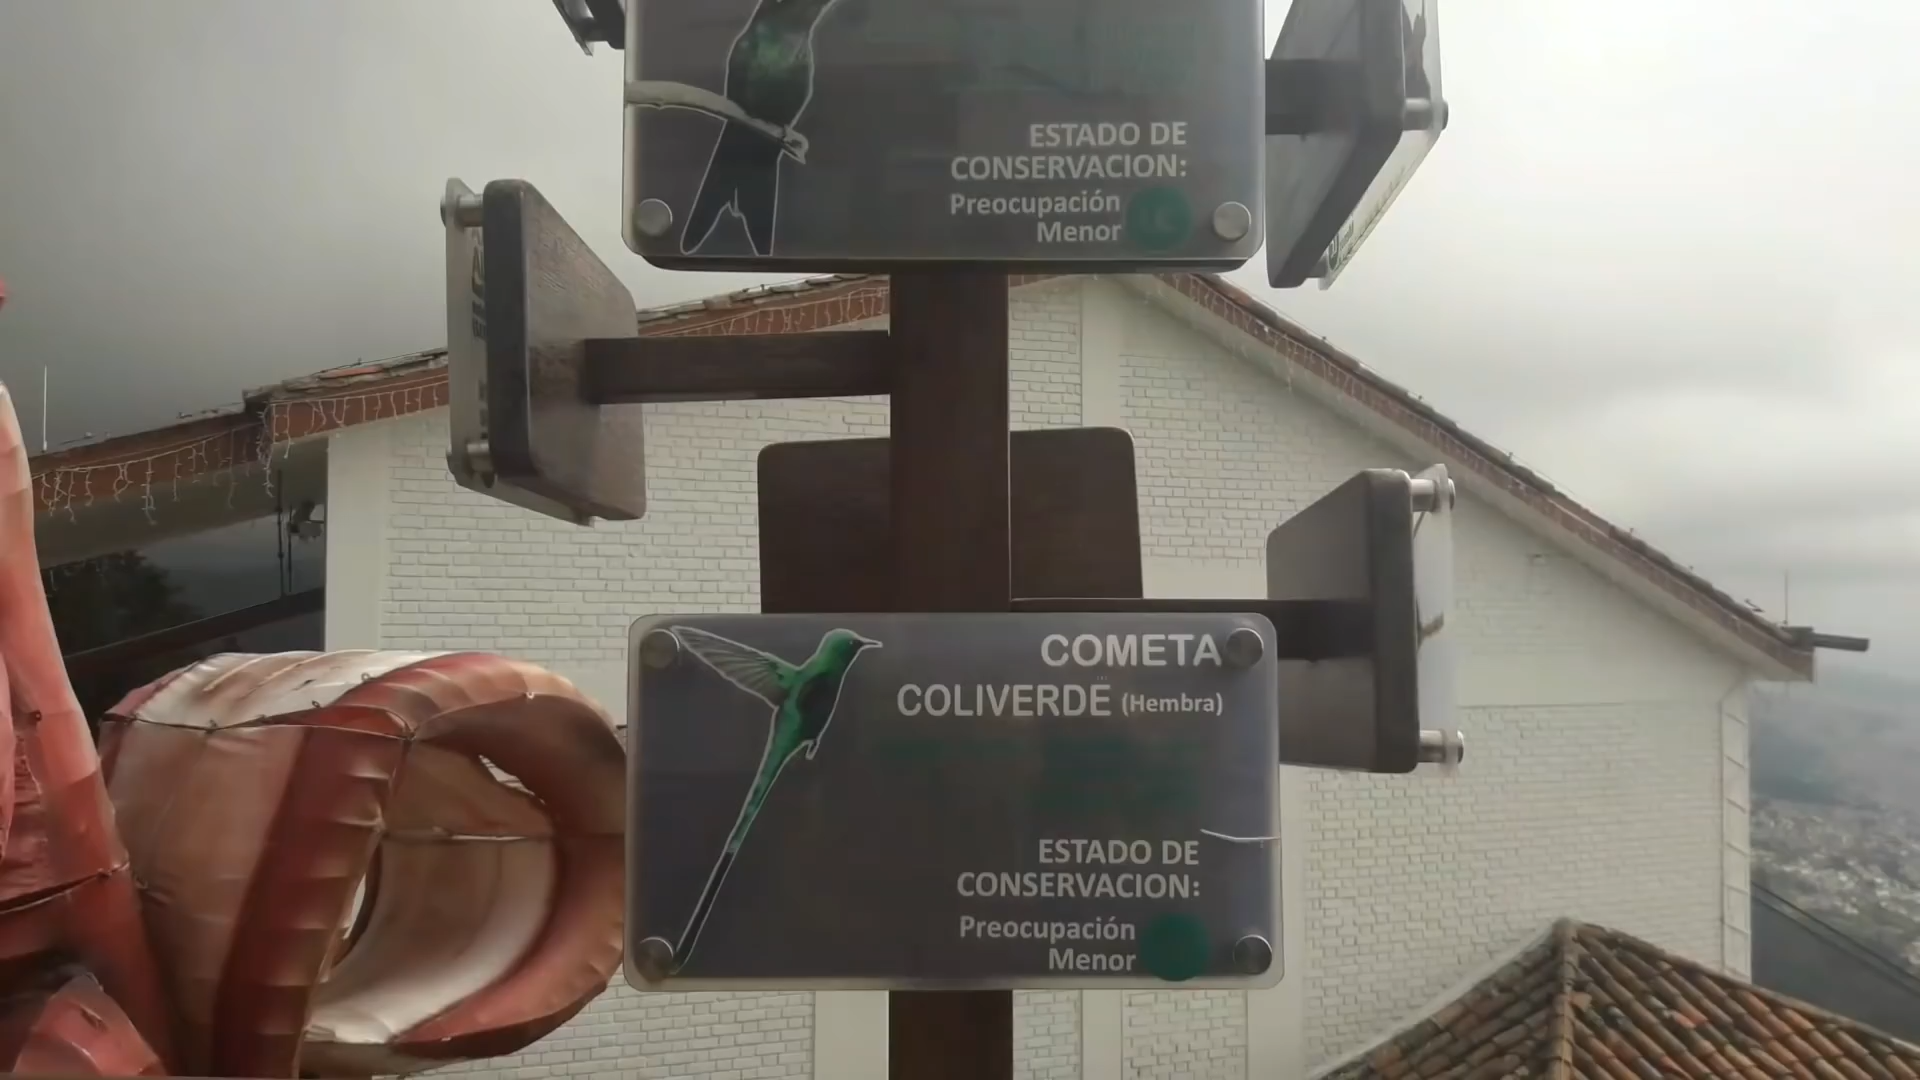 ESTADO DE
CONSERVACION:
Preocupación
Menor
COMETA
COLIVERDE (Hembra)
ESTADO DE
CONSERVACION:
Preocupación
Menor